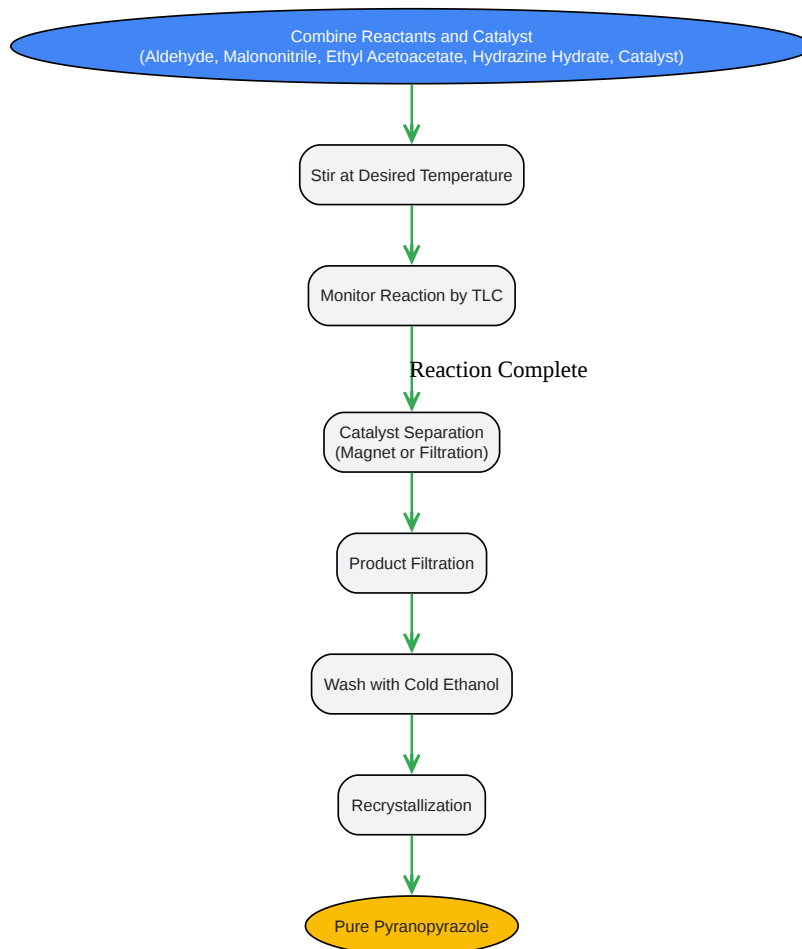 Combine Reactants and Catalyst
(Aldehyde, Malononitrile, Ethyl Acetoacetate, Hydrazine Hydrate, Catalyst)
Stir at Desired Temperature
Monitor Reaction by TLC
Reaction Complete
Catalyst Separation
(Magnet or Filtration)
Product Filtration
Wash with Cold Ethanol
Recrystallization
Pure Pyranopyrazole